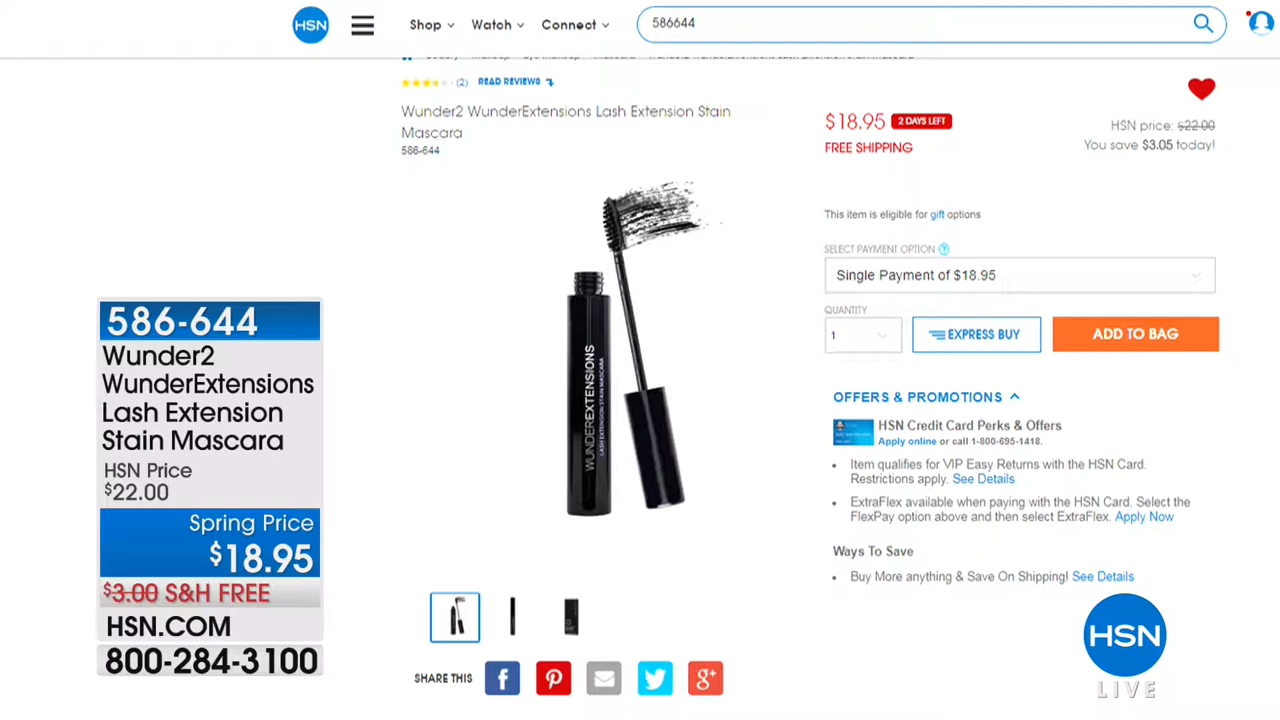 HSN
Shop
Watch
Connect
586644
(2) READ REVIEWS
Wunder2 WunderExtensions Lash Extension Stain
Mascara
586-644
$18.95 2 DAYS LEFT
FREE SHIPPING
HSN price: $22.00
You save $3.05 today!
This item is eligible for gift options
SELECT PAYMENT OPTION ?
Single Payment of $18.95
QUANTITY
1
EXPRESS BUY
ADD TO BAG
OFFERS & PROMOTIONS
HSN Credit Card Perks & Offers
Apply online or call 1-800-695-1418.
Item qualifies for VIP Easy Returns with the HSN Card.
Restrictions apply. See Details
ExtraFlex available when paying with the HSN Card. Select the
FlexPay option above and then select ExtraFlex. Apply Now
Ways To Save
Buy More anything & Save On Shipping! See Details
WUNDEREXTENSIONS
LASH EXTENSION STAIN MASCARA
SHARE THIS
586-644
Wunder2
WunderExtensions
Lash Extension
Stain Mascara
HSN Price
$22.00
Spring Price
$18.95
$3.00 S&H FREE
HSN.COM
800-284-3100
HSN
LIVE